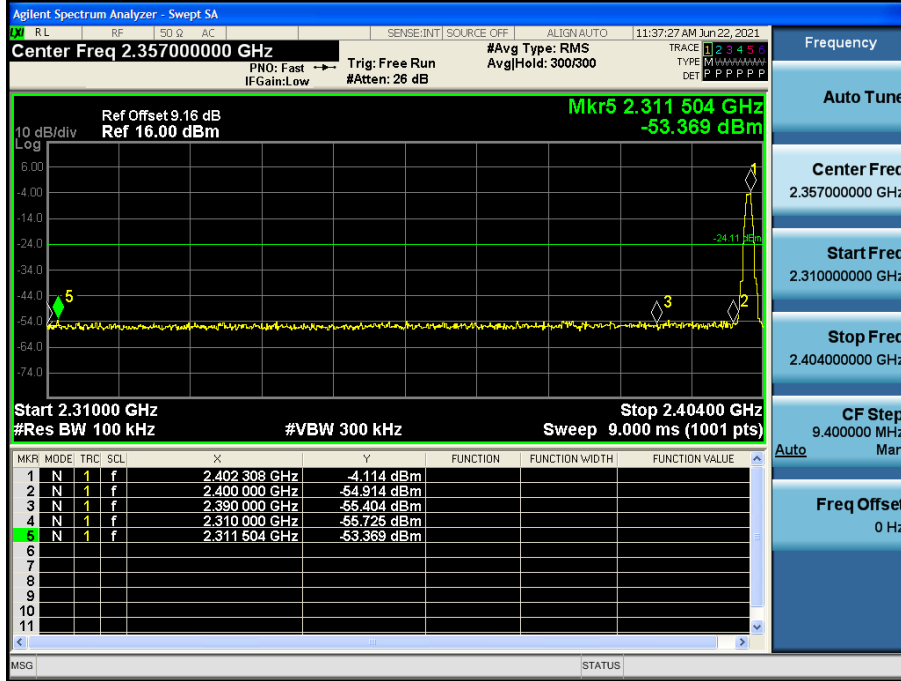 Agilent Spectrum Analyzer - Swept SA
LXI RL RF 50 Ω AC SENSE:INT SOURCE OFF ALIGNAUTO 11:37:27 AM Jun 22, 2021
Center Freq 2.357000000 GHz
#Avg Type: RMS
TRACE 1 2 3 4 5 6
PNO: Fast
Trig: Free Run
Avg|Hold: 300/300
TYPE M
IFGain:Low
#Atten: 26 dB
DET P P P P P P
Mkr5 2.311 504 GHz
-53.369 dBm
Ref Offset 9.16 dB
10 dB/div Ref 16.00 dBm
Log
6.00
-4.00
-14.0
-24.0
-34.0
-44.0
-54.0
-64.0
-74.0
1
-24.11 dBm
5
3
2
Start 2.31000 GHz Stop 2.40400 GHz
#Res BW 100 kHz #VBW 300 kHz Sweep 9.000 ms (1001 pts)
MKR MODE TRC SCL X Y FUNCTION FUNCTION WIDTH FUNCTION VALUE
1 N 1 f 2.402 308 GHz -4.114 dBm
2 N 1 f 2.400 000 GHz -54.914 dBm
3 N 1 f 2.390 000 GHz -55.404 dBm
4 N 1 f 2.310 000 GHz -55.725 dBm
5 N 1 f 2.311 504 GHz -53.369 dBm
6
7
8
9
10
11
MSG STATUS
Frequency
Auto Tune
Center Freq
2.357000000 GHz
Start Freq
2.310000000 GHz
Stop Freq
2.404000000 GHz
CF Step
9.400000 MHz
Auto Man
Freq Offset
0 Hz